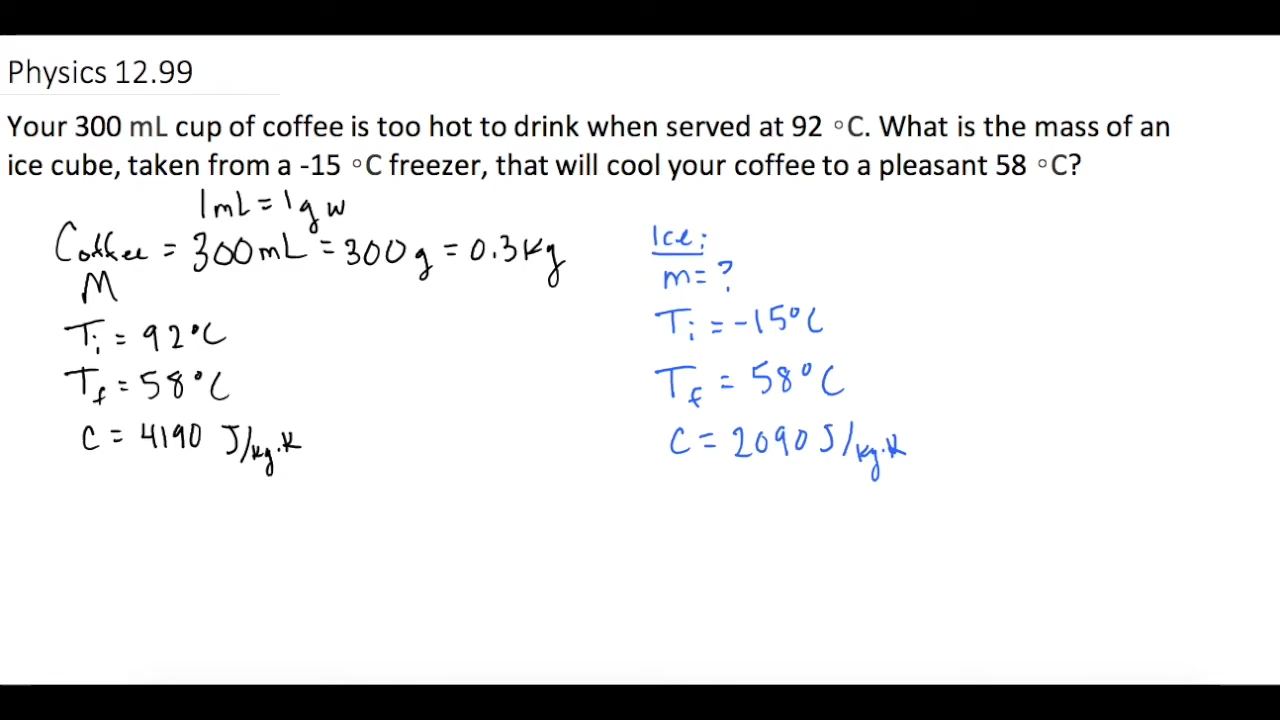 Physics 12.99
Your 300 mL cup of coffee is too hot to drink when served at 92 °C. What is the mass of an
ice cube, taken from a -15 °C freezer, that will cool your coffee to a pleasant 58 °C?
1mL = 1g w
Coffee = 300mL = 300g = 0.3Kg
M
Ti = 92°C
Tf = 58°C
C = 4190 J/kg.K
Ice:
m= ?
Ti = -15°C
Tf = 58°C
C = 2090 J/kg.K